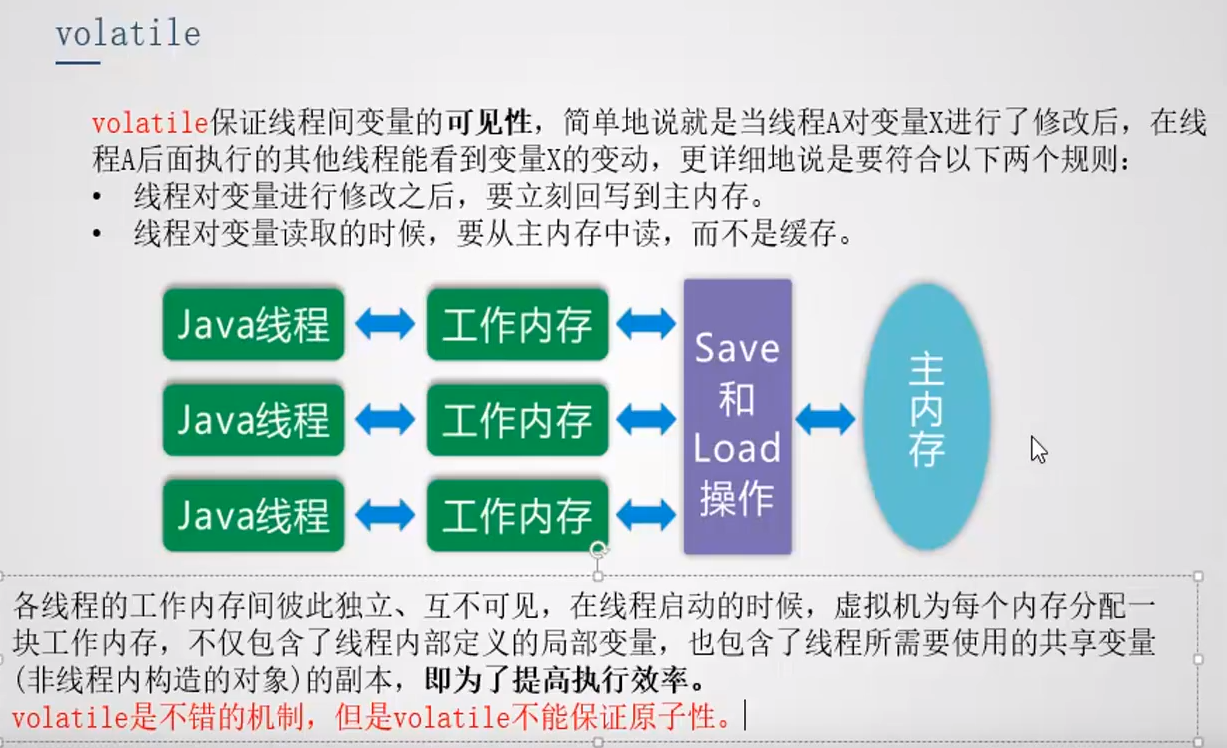 volatile
volatile保证线程间变量的可见性，简单地说就是当线程A对变量X进行了修改后，在线
程A后面执行的其他线程能看到变量X的变动，更详细地说是要符合以下两个规则：
• 线程对变量进行修改之后，要立刻回写到主内存。
• 线程对变量读取的时候，要从主内存中读，而不是缓存。
Java线程
工作内存
Java线程
工作内存
Java线程
工作内存
Save
和
Load
操作
主
内
存
各线程的工作内存间彼此独立、互不可见，在线程启动的时候，虚拟机为每个内存分配一
块工作内存，不仅包含了线程内部定义的局部变量，也包含了线程所需要使用的共享变量
(非线程内构造的对象)的副本，即为了提高执行效率。
volatile是不错的机制，但是volatile不能保证原子性。